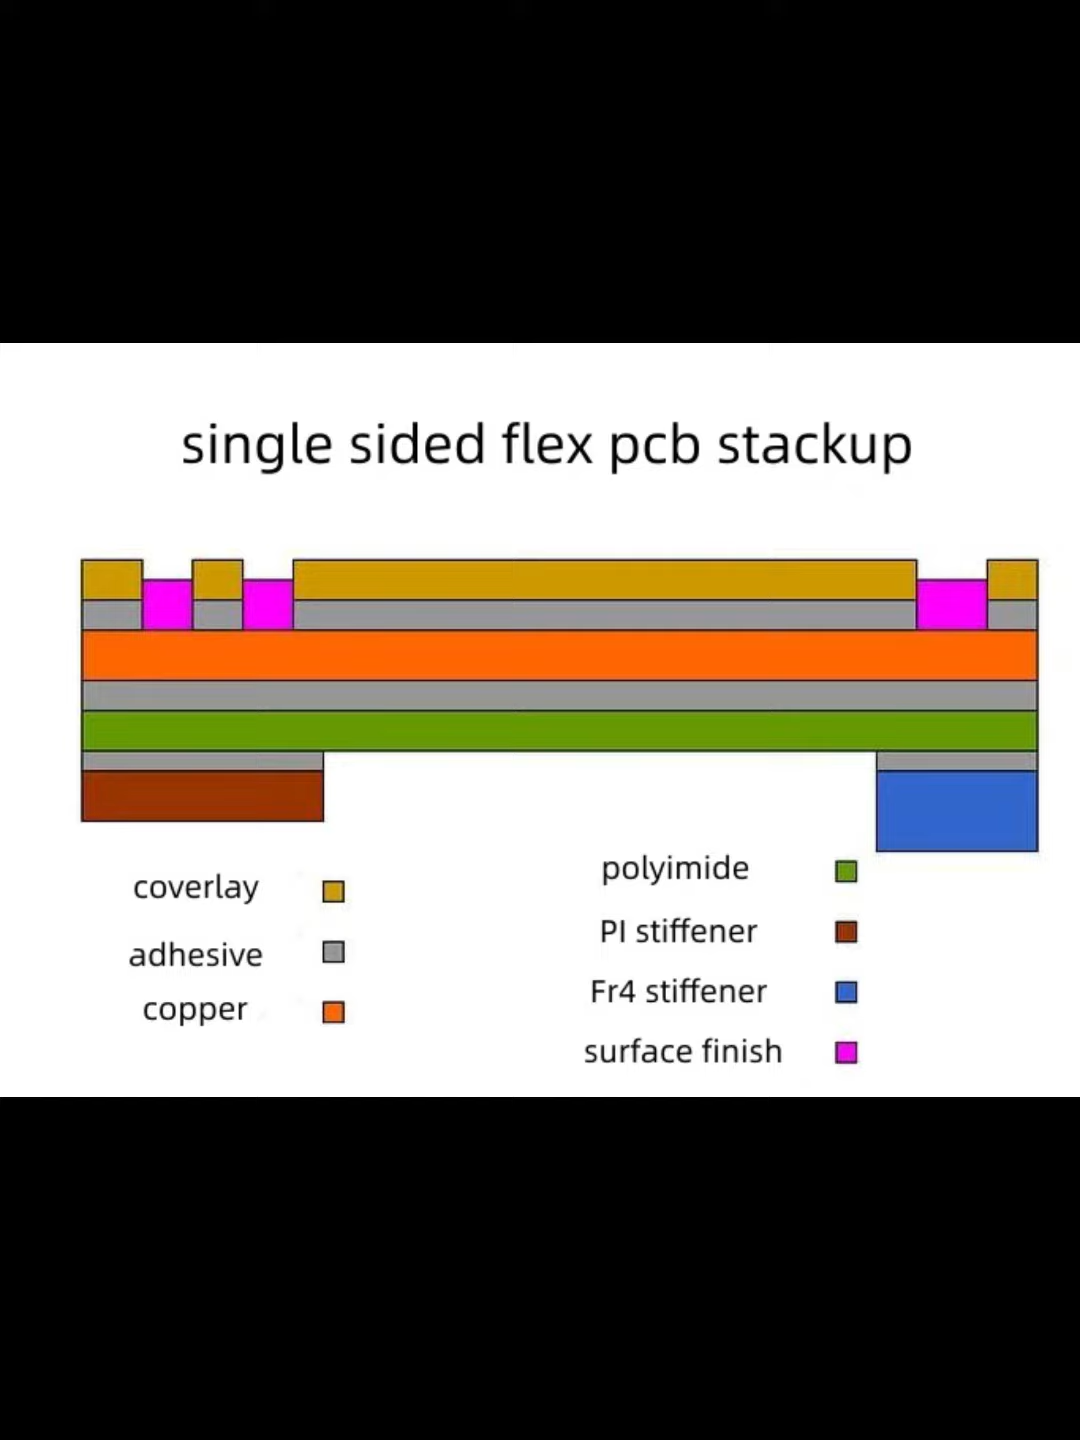 single sided flex pcb stackup
coverlay
adhesive
copper
polyimide
PI stiffener
Fr4 stiffener
surface finish